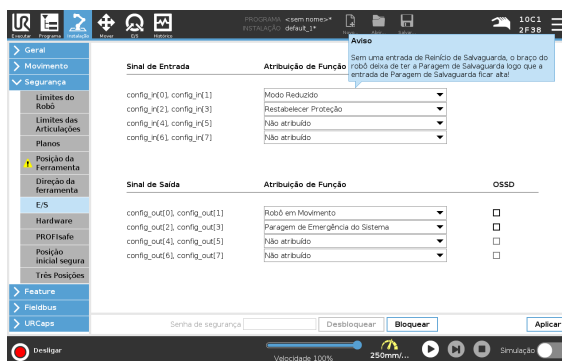 PROGRAMA <sem nome>*
INSTALAÇÃO default_1*
10C1
2F38
Executar Programa Instalação Mover E/S Histórico
Novo... Abrir... Salvar...
Aviso
Sem uma entrada de Reinício de Salvaguarda, o braço do
robô deixa de ter a Paragem de Salvaguarda logo que a
entrada de Paragem de Salvaguarda ficar alta!
Geral
Movimento
Segurança
Limites do
Robô
Limites das
Articulações
Planos
Posição da
Ferramenta
Direção da
ferramenta
E/S
Hardware
PROFIsafe
Posição
inicial segura
Três Posições
Feature
Fieldbus
URCaps
Sinal de Entrada Atribuição de Função
config_in[0], config_in[1] Modo Reduzido
config_in[2], config_in[3] Restabelecer Proteção
config_in[4], config_in[5] Não atribuído
config_in[6], config_in[7] Não atribuído
Sinal de Saída Atribuição de Função OSSD
config_out[0], config_out[1] Robô em Movimento
config_out[2], config_out[3] Paragem de Emergência do Sistema
config_out[4], config_out[5] Não atribuído
config_out[6], config_out[7] Não atribuído
Senha de segurança Desbloquear Bloquear Aplicar
Desligar
Velocidade 100%
250mm/...
Simulação